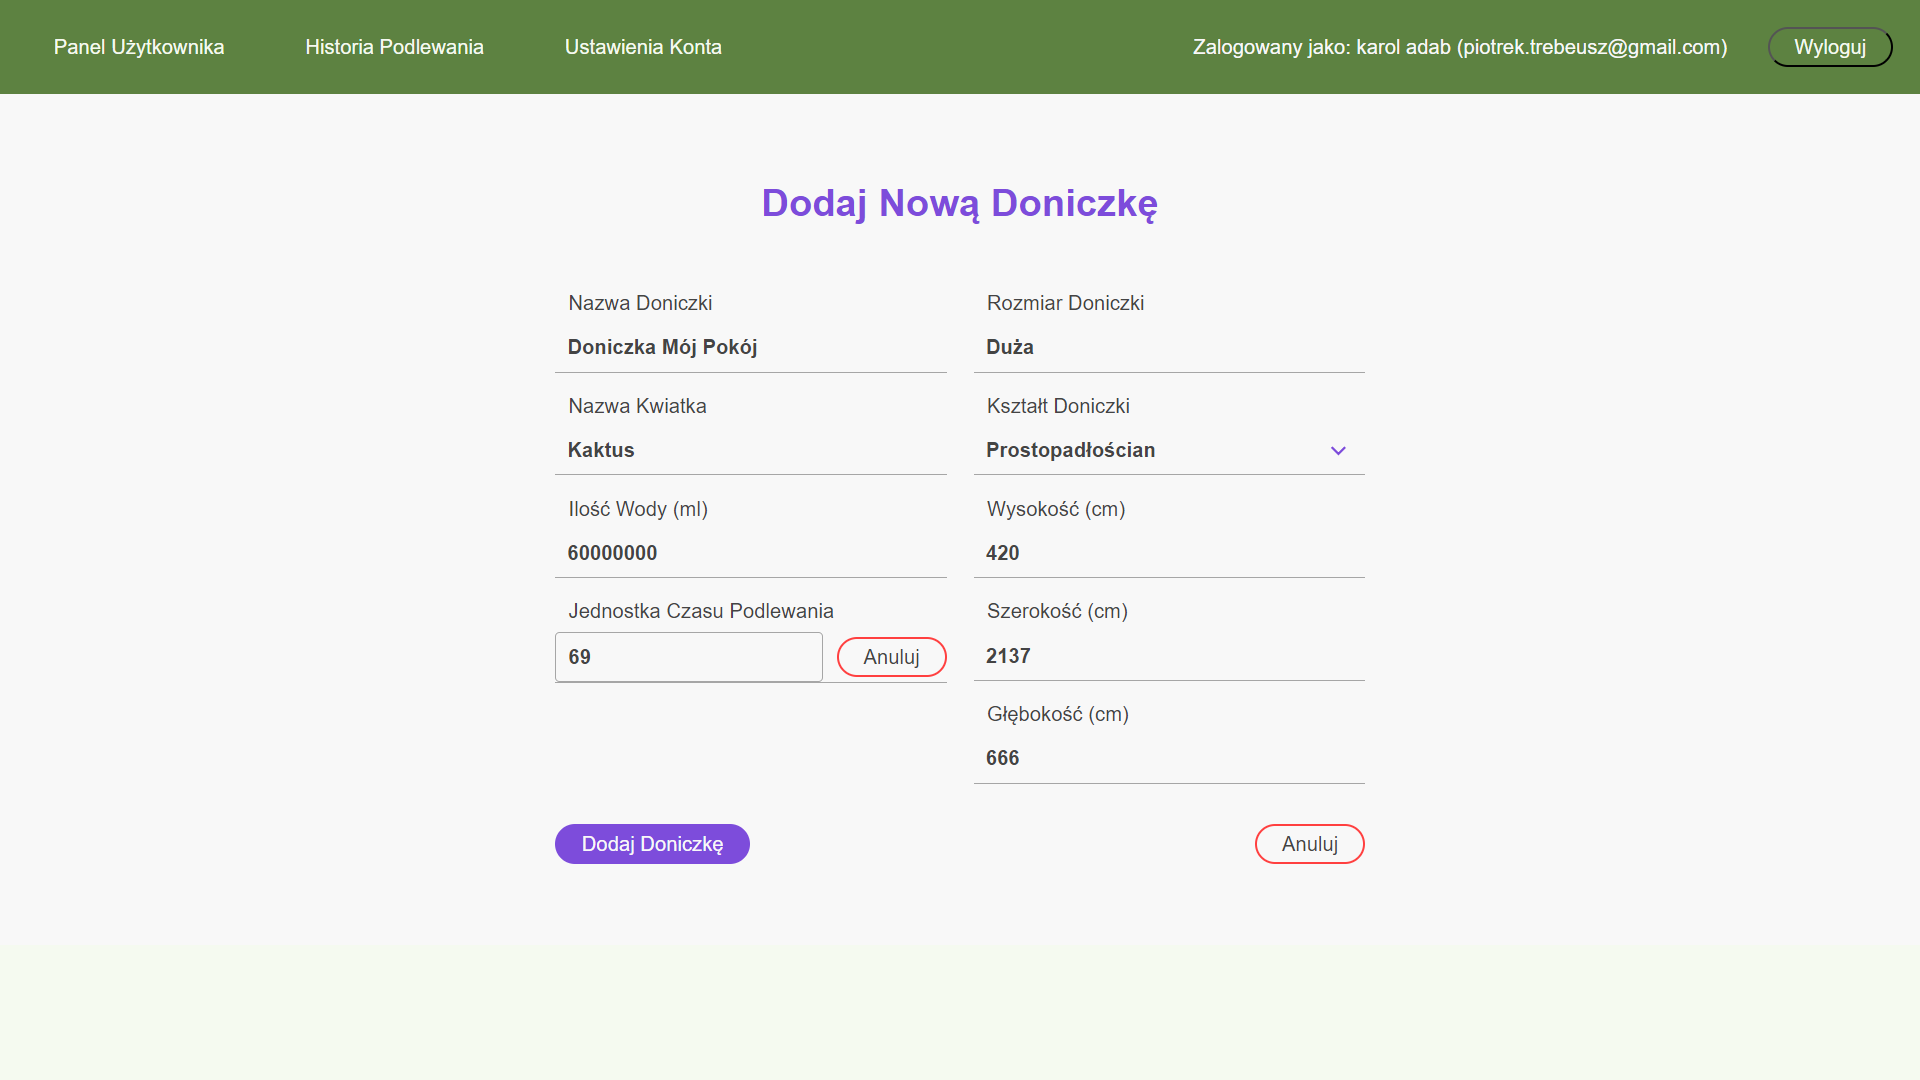 Panel Użytkownika
Historia Podlewania
Ustawienia Konta
Zalogowany jako: karol adab (piotrek.trebeusz@gmail.com)
Wyloguj
Dodaj Nową Doniczkę
Nazwa Doniczki
Doniczka Mój Pokój
Nazwa Kwiatka
Kaktus
Ilość Wody (ml)
60000000
Jednostka Czasu Podlewania
69
Anuluj
Rozmiar Doniczki
Duża
Kształt Doniczki
Prostopadłościan
Wysokość (cm)
420
Szerokość (cm)
2137
Głębokość (cm)
666
Dodaj Doniczkę
Anuluj